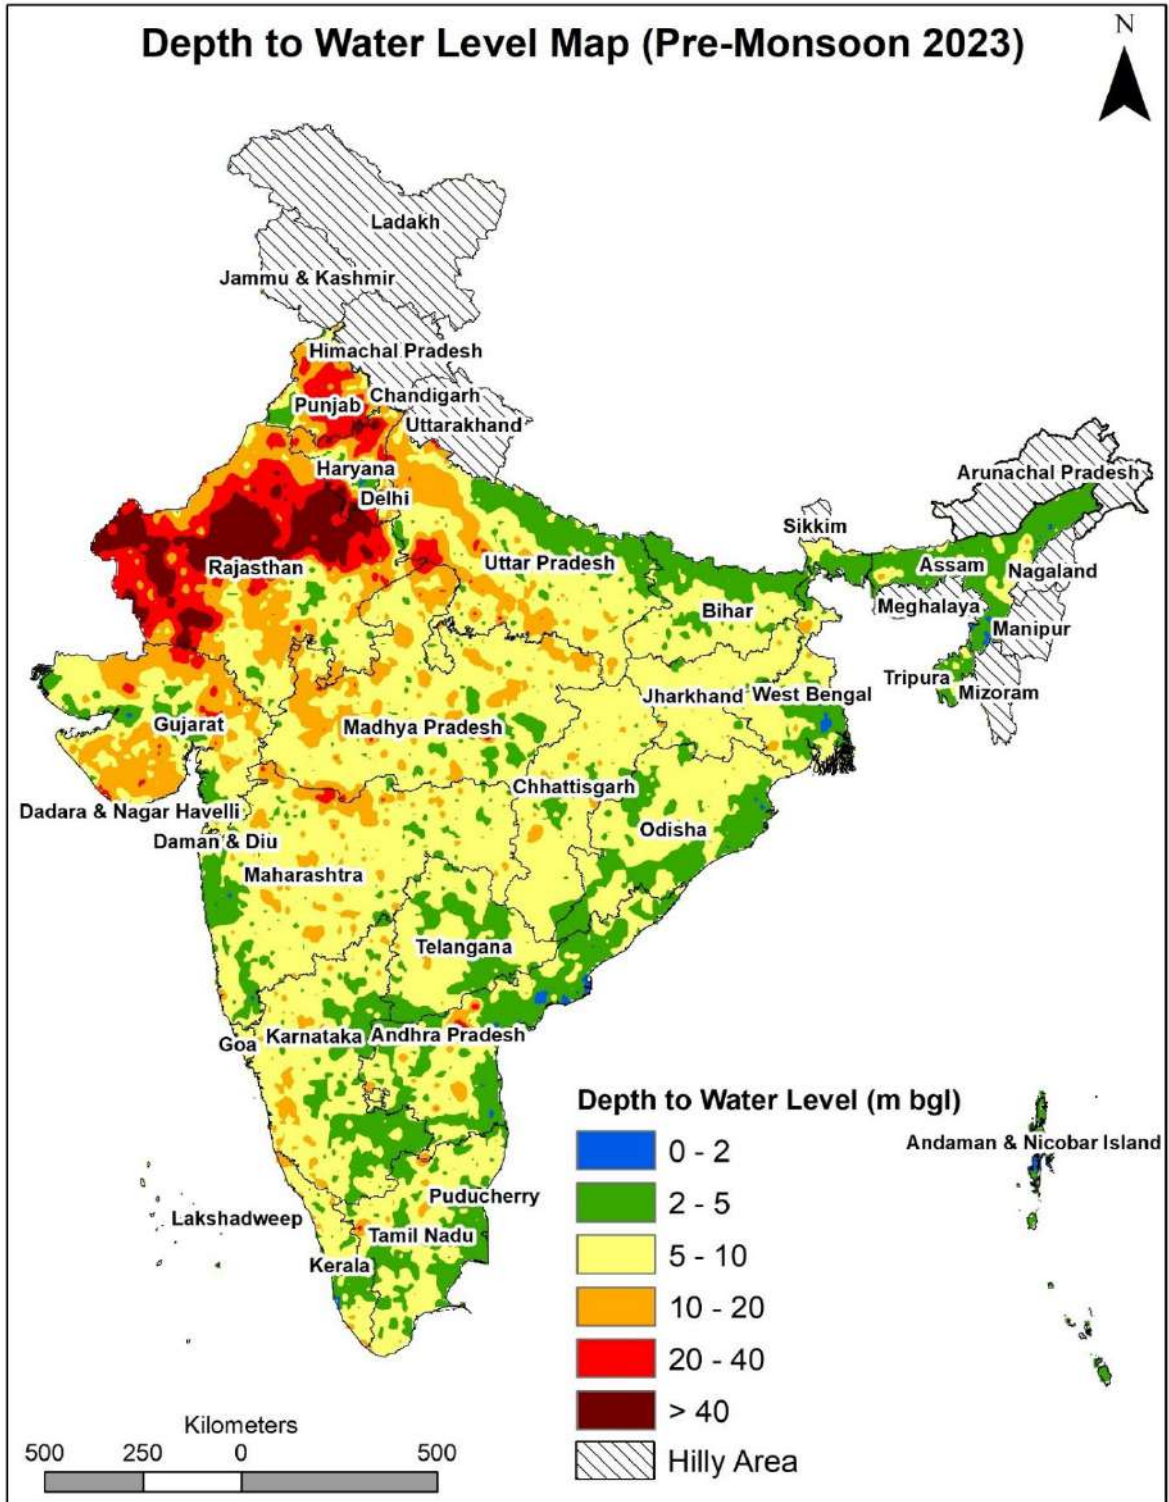 Depth to Water Level Map (Pre-Monsoon 2023)
N
Ladakh
Jammu & Kashmir
Himachal Pradesh
Chandigarh
Punjab
Uttarakhand
Haryana
Delhi
Arunachal Pradesh
Sikkim
Rajasthan
Uttar Pradesh
Assam
Nagaland
Bihar
Meghalaya
Manipur
Tripura
Mizoram
Jharkhand
West Bengal
Gujarat
Madhya Pradesh
Chhattisgarh
Dadara & Nagar Havelli
Odisha
Daman & Diu
Maharashtra
Telangana
Goa
Karnataka
Andhra Pradesh
Depth to Water Level (m bgl)
0 - 2
2 - 5
5 - 10
10 - 20
20 - 40
> 40
Hilly Area
Andaman & Nicobar Island
Puducherry
Lakshadweep
Tamil Nadu
Kerala
Kilometers
500 250 0 500